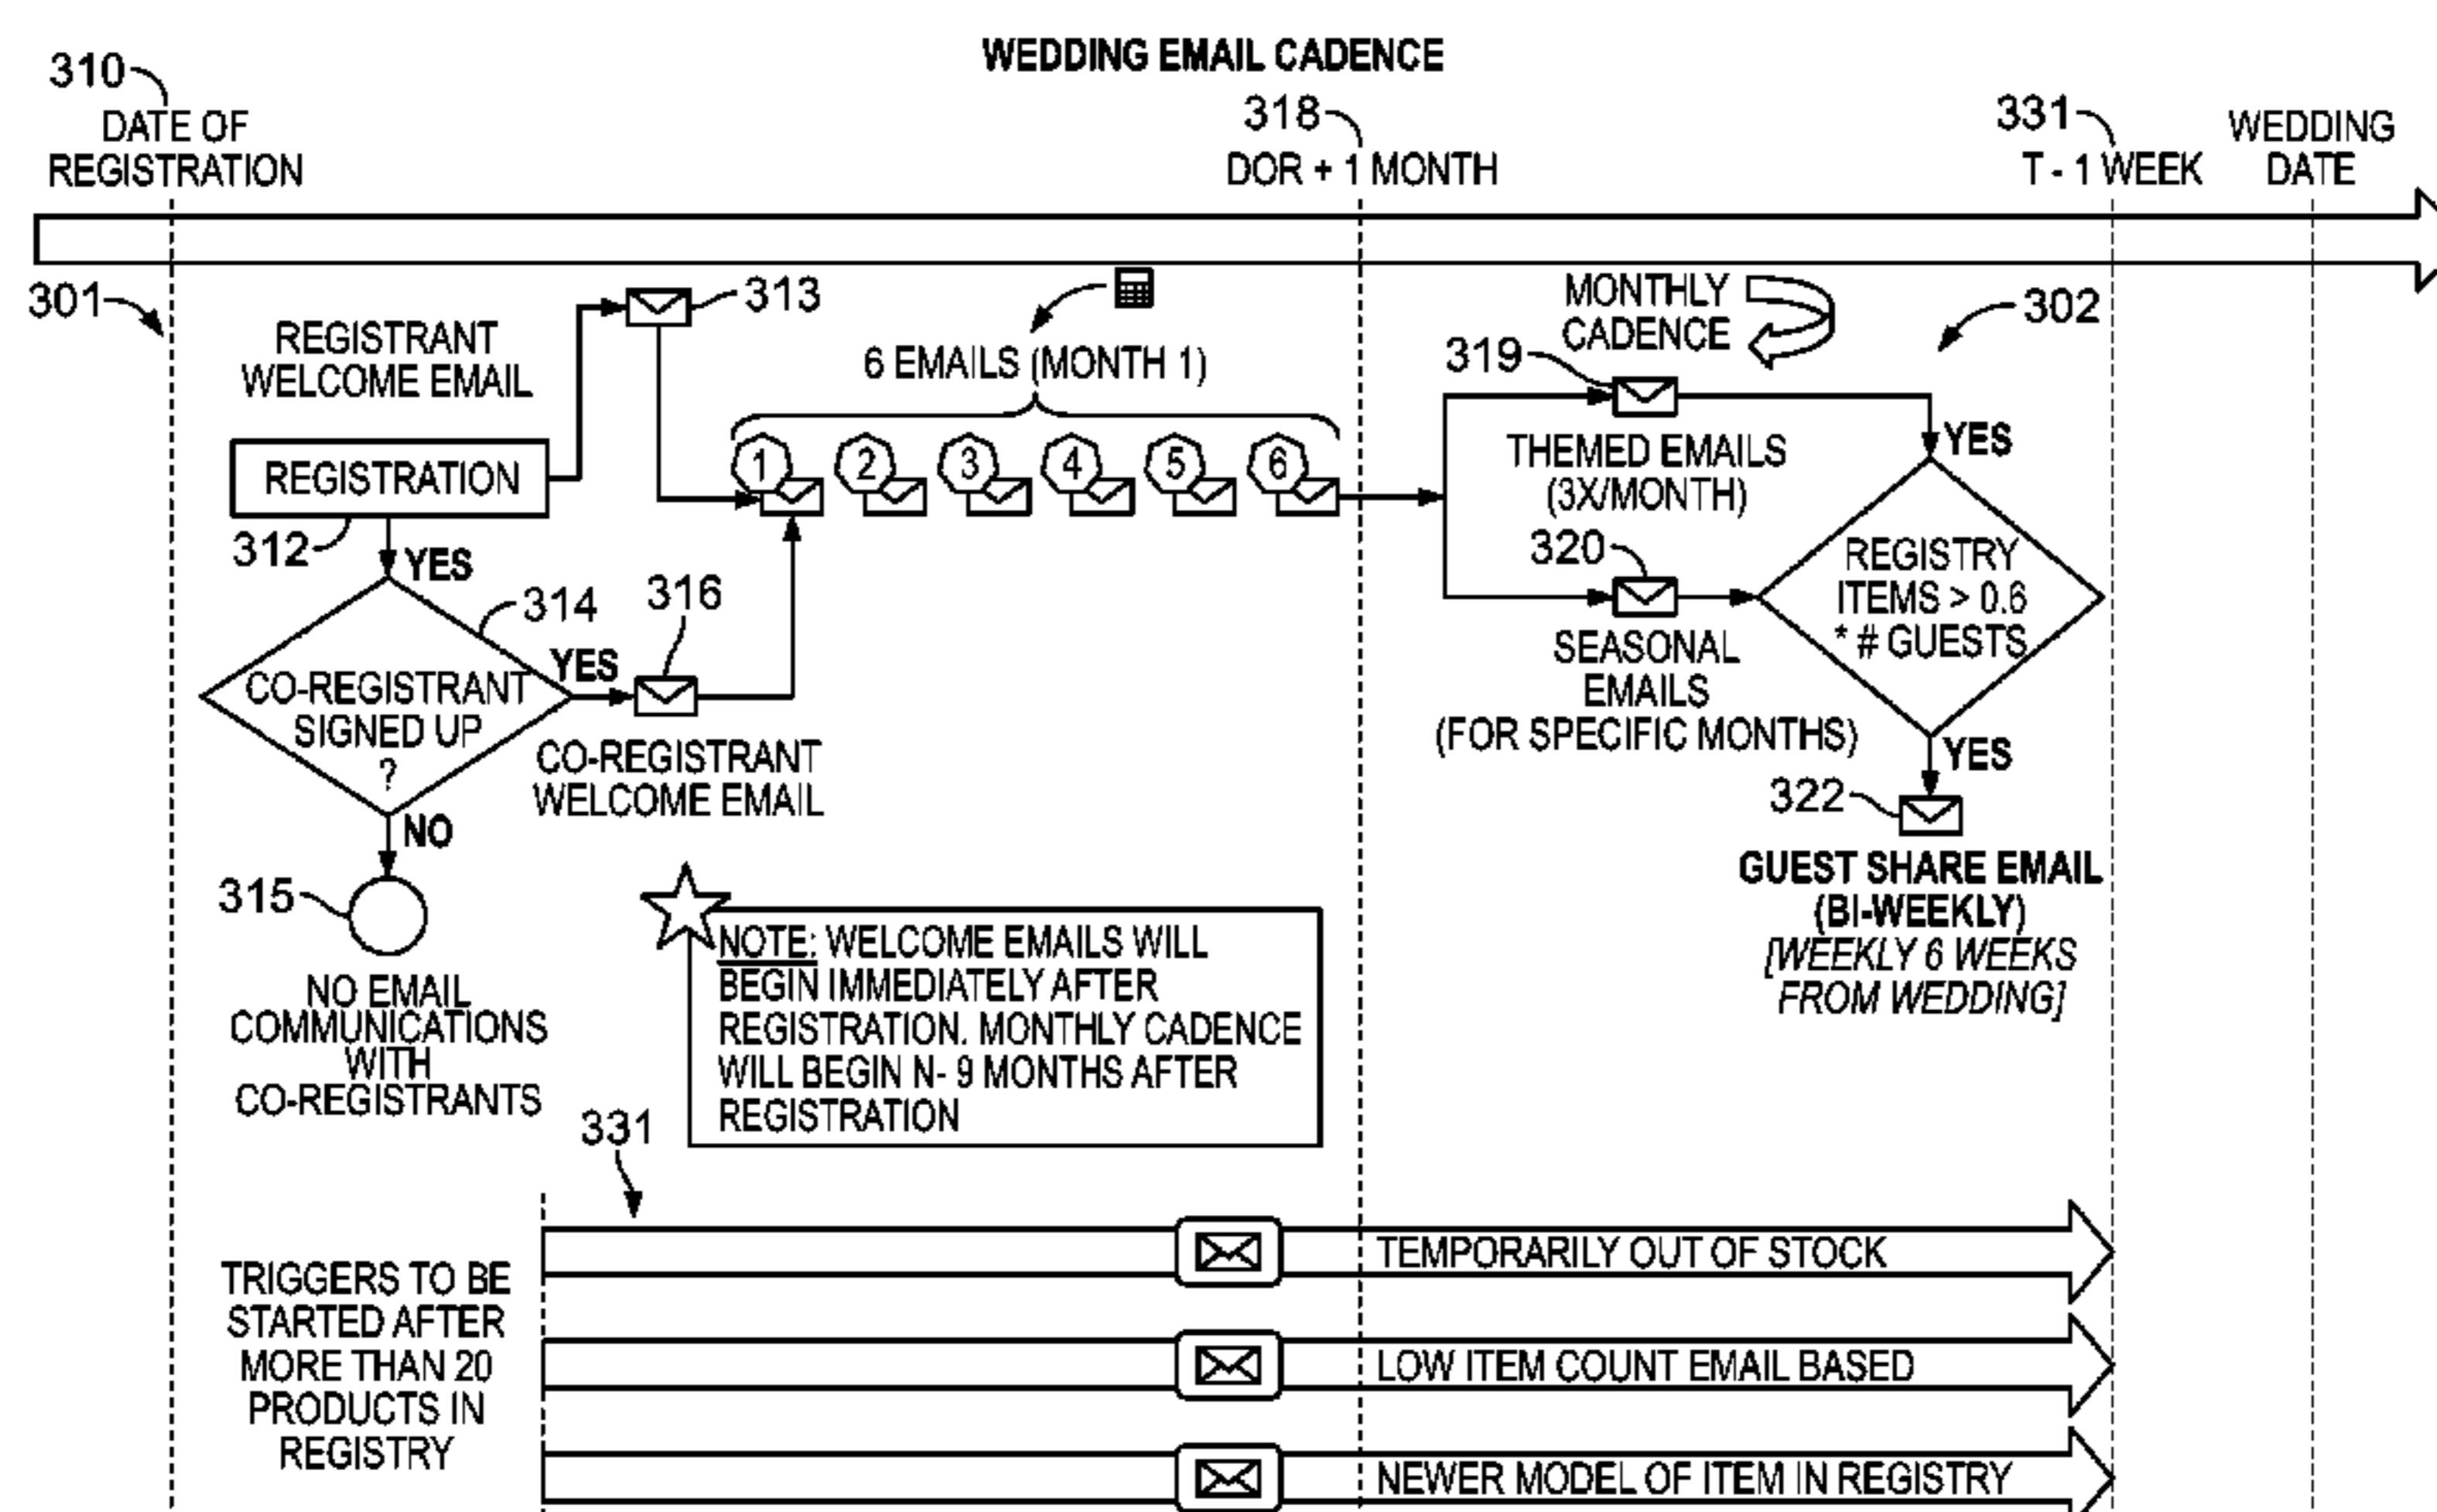 WEDDING EMAIL CADENCE
310
DATE OF
REGISTRATION
318
DOR + 1 MONTH
331
T - 1 WEEK
WEDDING
DATE
301
REGISTRANT
WELCOME EMAIL
313
6 EMAILS (MONTH 1)
1 2 3 4 5 6
REGISTRATION
312
YES
314
CO-REGISTRANT
SIGNED UP
?
YES
316
CO-REGISTRANT
WELCOME EMAIL
NO
315
NO EMAIL
COMMUNICATIONS
WITH
CO-REGISTRANTS
MONTHLY
CADENCE
302
319
THEMED EMAILS
(3X/MONTH)
YES
320
SEASONAL
EMAILS
(FOR SPECIFIC MONTHS)
REGISTRY
ITEMS > 0.6
* # GUESTS
YES
322
GUEST SHARE EMAIL
(BI-WEEKLY)
[WEEKLY 6 WEEKS
FROM WEDDING]
NOTE: WELCOME EMAILS WILL
BEGIN IMMEDIATELY AFTER
REGISTRATION. MONTHLY CADENCE
WILL BEGIN N- 9 MONTHS AFTER
REGISTRATION
331
TRIGGERS TO BE
STARTED AFTER
MORE THAN 20
PRODUCTS IN
REGISTRY
TEMPORARILY OUT OF STOCK
LOW ITEM COUNT EMAIL BASED
NEWER MODEL OF ITEM IN REGISTRY